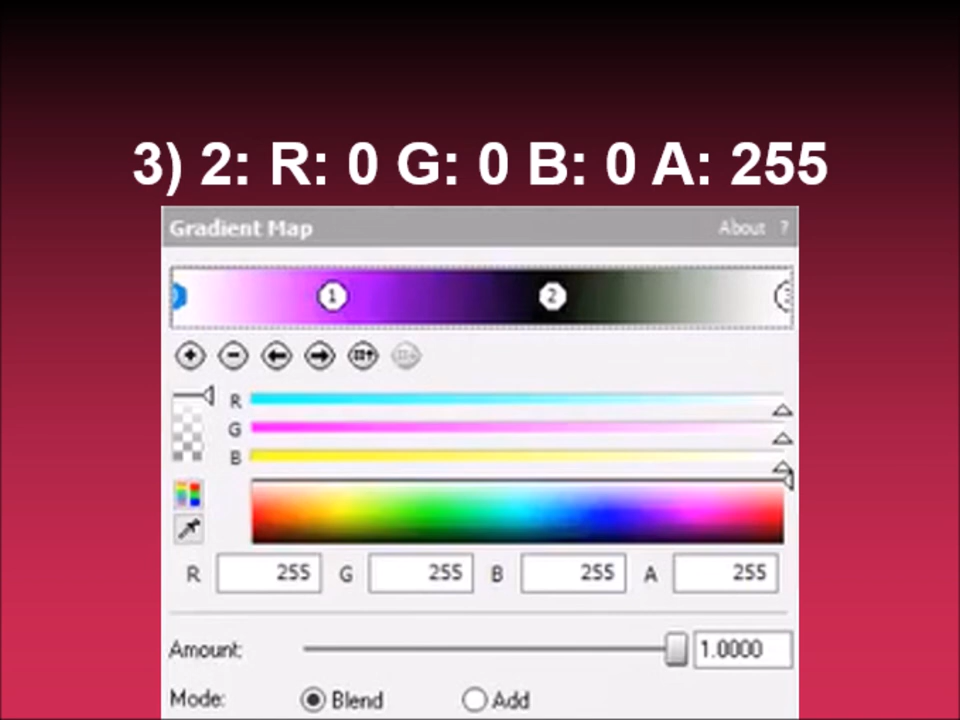 3) 2: R: 0 G: 0 B: 0 A: 255
Gradient Map About ?
1 2
R
G
B
R 255 G 255 B 255 A 255
Amount: 1.0000
Mode: Blend Add